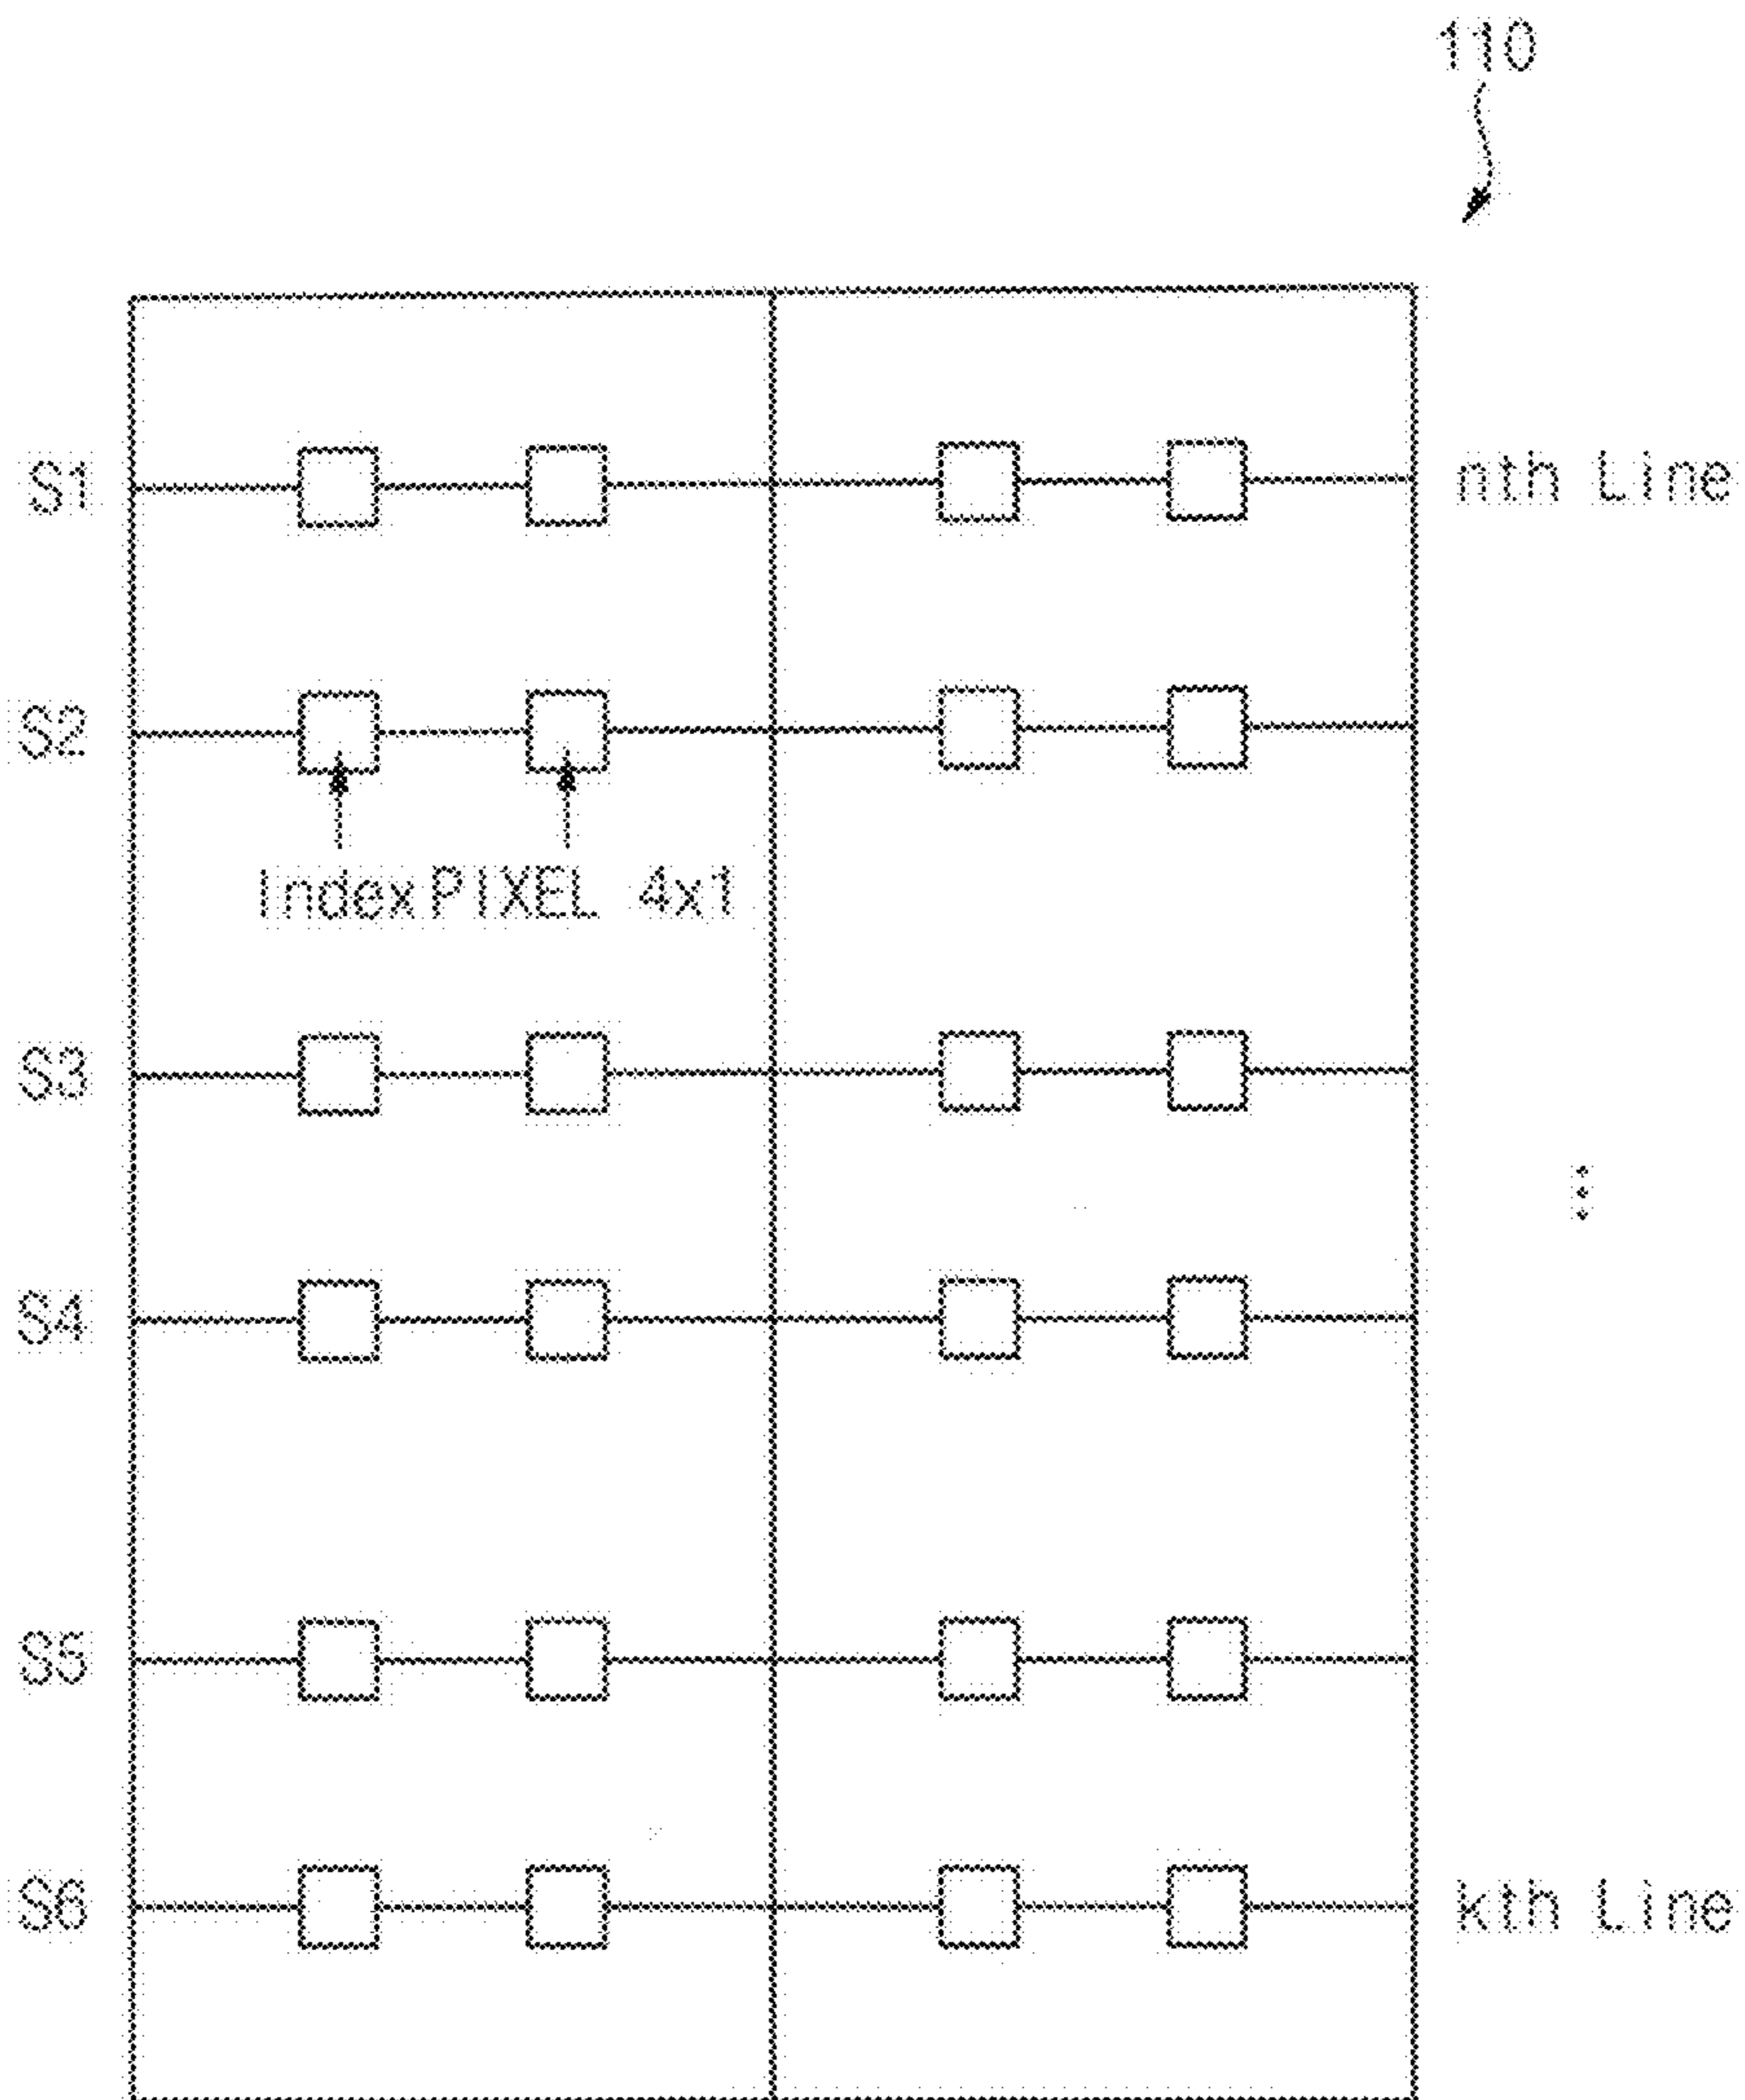 110
S1
nth Line
S2
Index PIXEL 4x1
S3
S4
S5
S6
kth Line